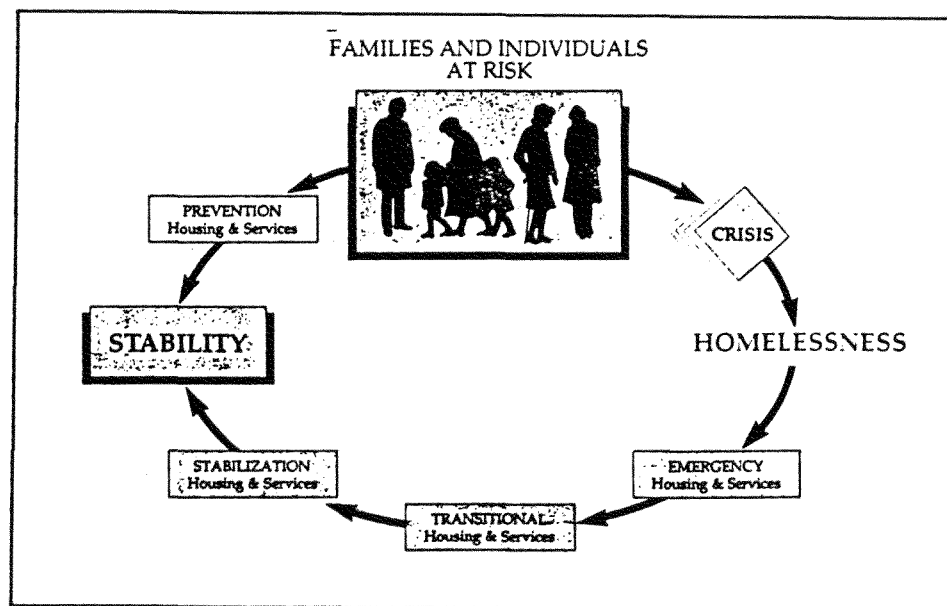 FAMILIES AND INDIVIDUALS
AT RISK
PREVENTION
Housing & Services
CRISIS
STABILITY
HOMELESSNESS
STABILIZATION
Housing & Services
EMERGENCY
Housing & Services
TRANSITIONAL
Housing & Services